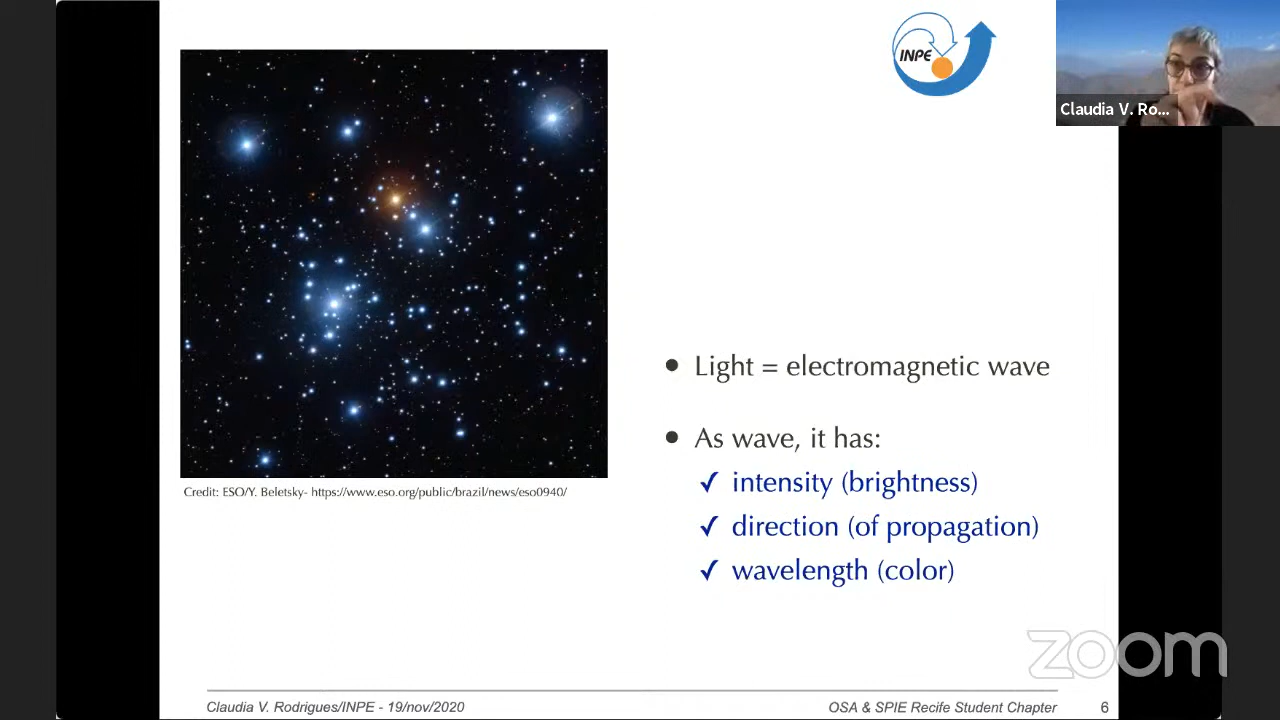 INPE
Claudia V. Ro...
• Light = electromagnetic wave
• As wave, it has:
✓ intensity (brightness)
✓ direction (of propagation)
✓ wavelength (color)
Credit: ESO/Y. Beletsky- https://www.eso.org/public/brazil/news/eso0940/
zoom
Claudia V. Rodrigues/INPE - 19/nov/2020
OSA & SPIE Recife Student Chapter
6